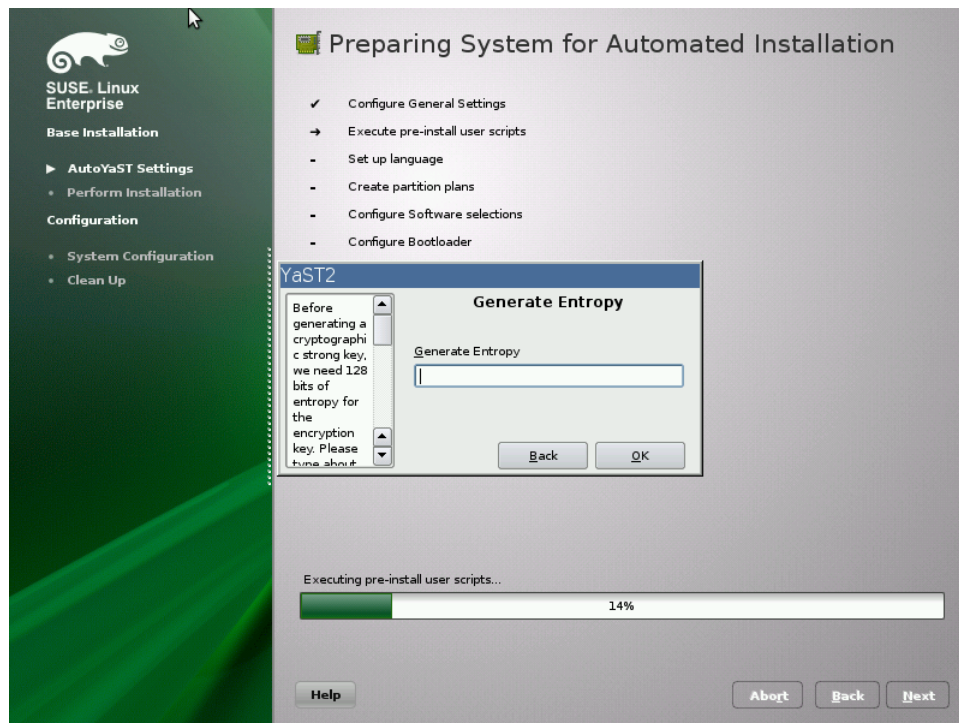 SUSE. Linux
Enterprise
Base Installation
AutoYaST Settings
Perform Installation
Configuration
System Configuration
Clean Up
Preparing System for Automated Installation
Configure General Settings
Execute pre-install user scripts
Set up language
Create partition plans
Configure Software selections
Configure Bootloader
YaST2
Before
generating a
cryptographi
c strong key,
we need 128
bits of
entropy for
the
encryption
key. Please
type about
Generate Entropy
Generate Entropy
Back
OK
Executing pre-install user scripts...
14%
Help
Abort
Back
Next